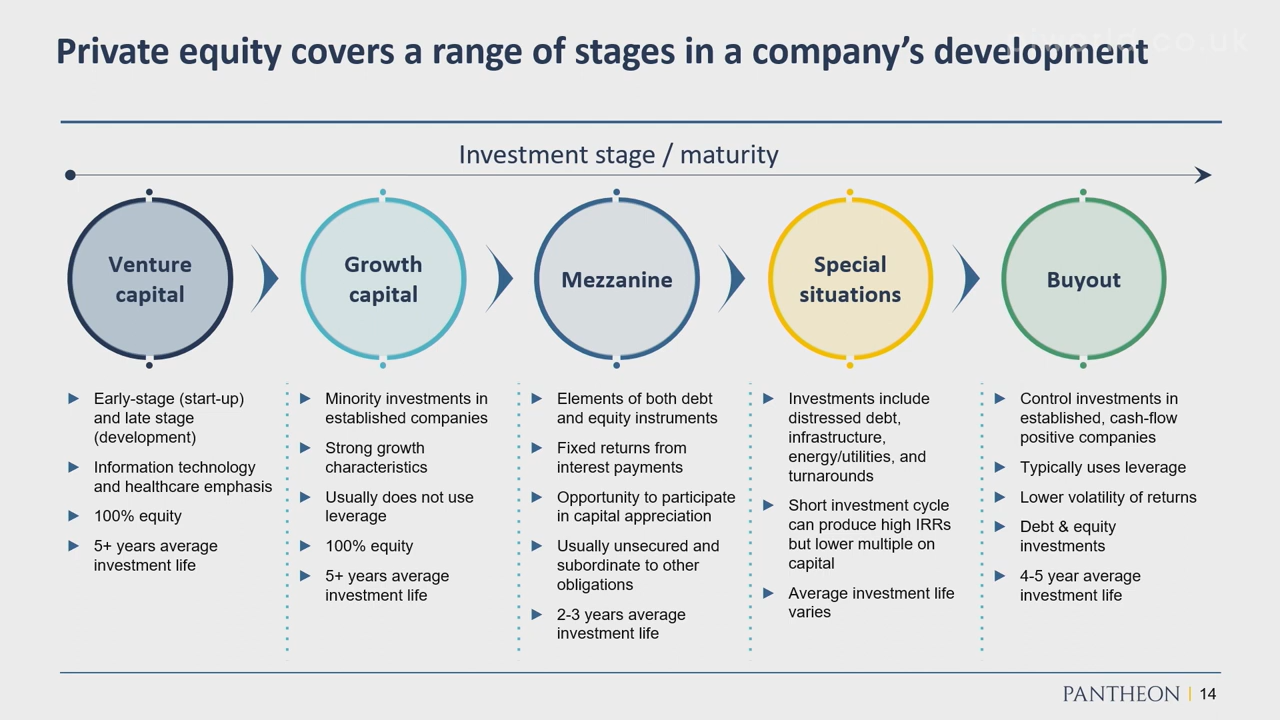 Private equity covers a range of stages in a company’s development
Investment stage / maturity
Venture
capital
Growth
capital
Mezzanine
Special
situations
Buyout
Early-stage (start-up)
and late stage
(development)
Information technology
and healthcare emphasis
100% equity
5+ years average
investment life
Minority investments in
established companies
Strong growth
characteristics
Usually does not use
leverage
100% equity
5+ years average
investment life
Elements of both debt
and equity instruments
Fixed returns from
interest payments
Opportunity to participate
in capital appreciation
Usually unsecured and
subordinate to other
obligations
2-3 years average
investment life
Investments include
distressed debt,
infrastructure,
energy/utilities, and
turnarounds
Short investment cycle
can produce high IRRs
but lower multiple on
capital
Average investment life
varies
Control investments in
established, cash-flow
positive companies
Typically uses leverage
Lower volatility of returns
Debt & equity
investments
4-5 year average
investment life
PANTHEON | 14